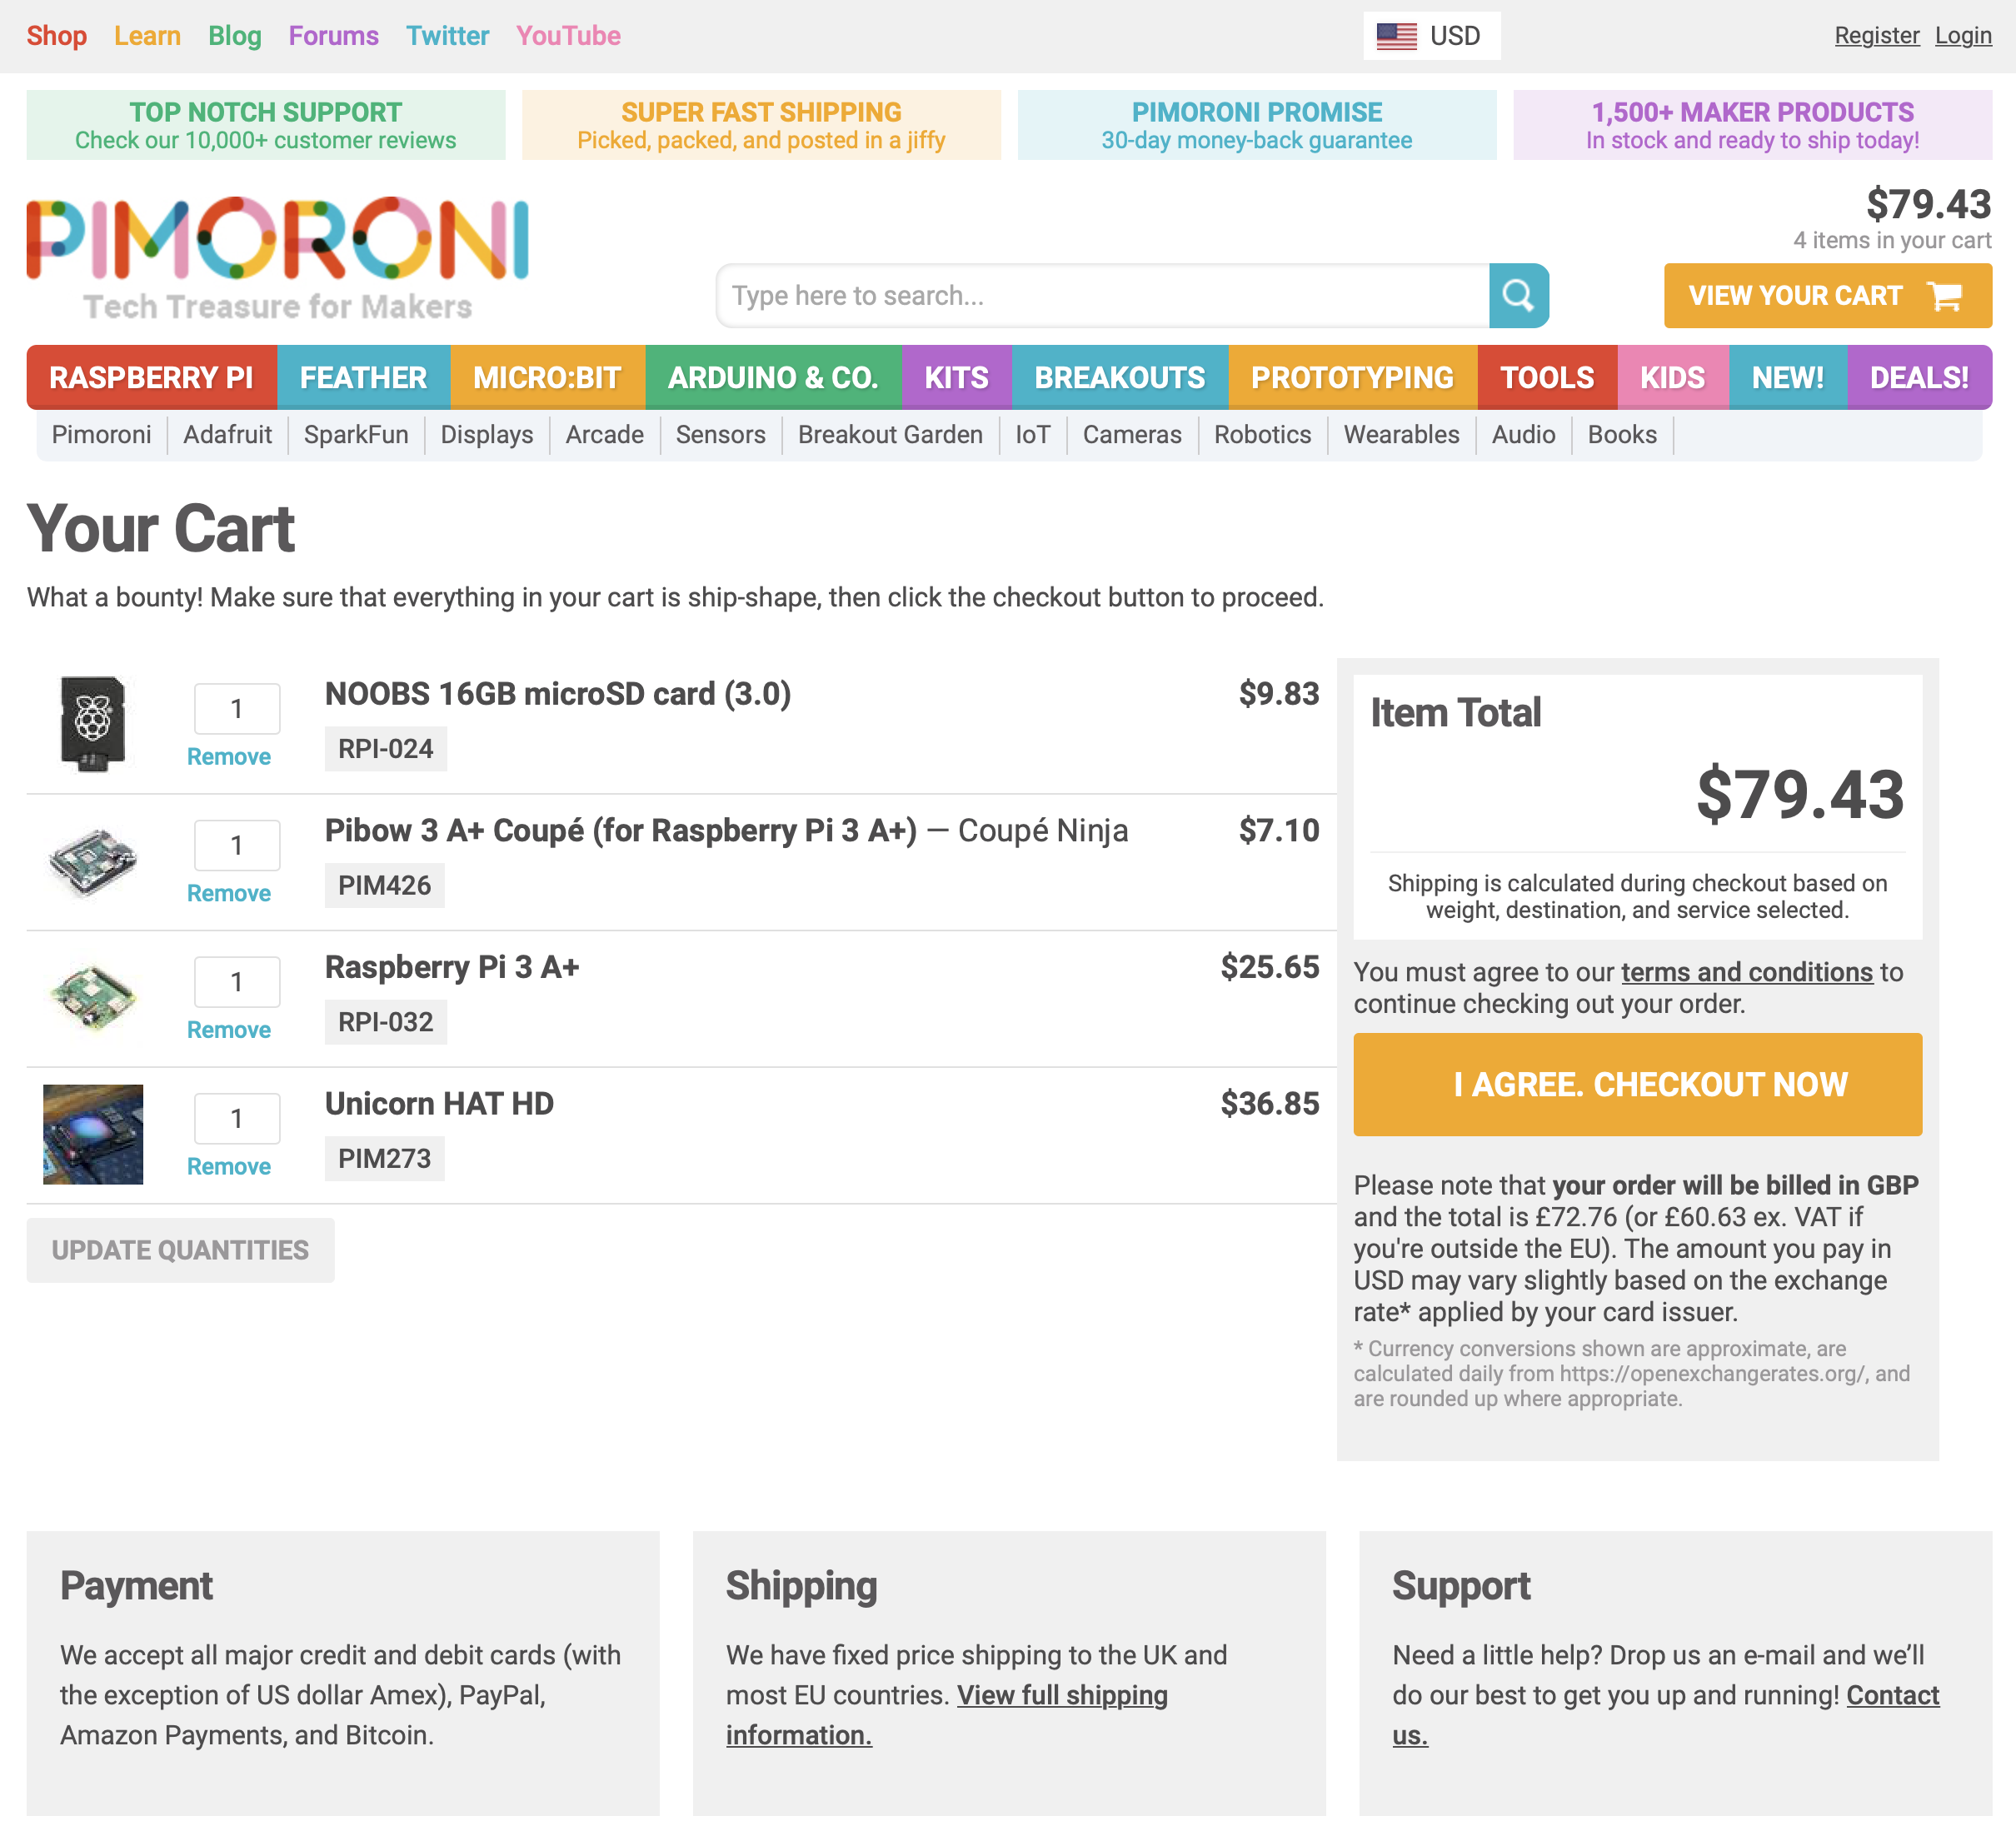 Shop Learn Blog Forums Twitter YouTube
USD
Register Login
TOP NOTCH SUPPORT
Check our 10,000+ customer reviews
SUPER FAST SHIPPING
Picked, packed, and posted in a jiffy
PIMORONI PROMISE
30-day money-back guarantee
1,500+ MAKER PRODUCTS
In stock and ready to ship today!
PIMORONI
Tech Treasure for Makers
Type here to search...
$79.43
4 items in your cart
VIEW YOUR CART
RASPBERRY PI FEATHER MICRO:BIT ARDUINO & CO. KITS BREAKOUTS PROTOTYPING TOOLS KIDS NEW! DEALS!
Pimoroni Adafruit SparkFun Displays Arcade Sensors Breakout Garden IoT Cameras Robotics Wearables Audio Books
Your Cart
What a bounty! Make sure that everything in your cart is ship-shape, then click the checkout button to proceed.
1
Remove
NOOBS 16GB microSD card (3.0)
RPI-024
$9.83
1
Remove
Pibow 3 A+ Coupé (for Raspberry Pi 3 A+) — Coupé Ninja
PIM426
$7.10
1
Remove
Raspberry Pi 3 A+
RPI-032
$25.65
1
Remove
Unicorn HAT HD
PIM273
$36.85
UPDATE QUANTITIES
Item Total
$79.43
Shipping is calculated during checkout based on
weight, destination, and service selected.
You must agree to our terms and conditions to
continue checking out your order.
I AGREE. CHECKOUT NOW
Please note that your order will be billed in GBP
and the total is £72.76 (or £60.63 ex. VAT if
you're outside the EU). The amount you pay in
USD may vary slightly based on the exchange
rate* applied by your card issuer.
* Currency conversions shown are approximate, are
calculated daily from https://openexchangerates.org/, and
are rounded up where appropriate.
Payment
We accept all major credit and debit cards (with
the exception of US dollar Amex), PayPal,
Amazon Payments, and Bitcoin.
Shipping
We have fixed price shipping to the UK and
most EU countries. View full shipping
information.
Support
Need a little help? Drop us an e-mail and we’ll
do our best to get you up and running! Contact
us.